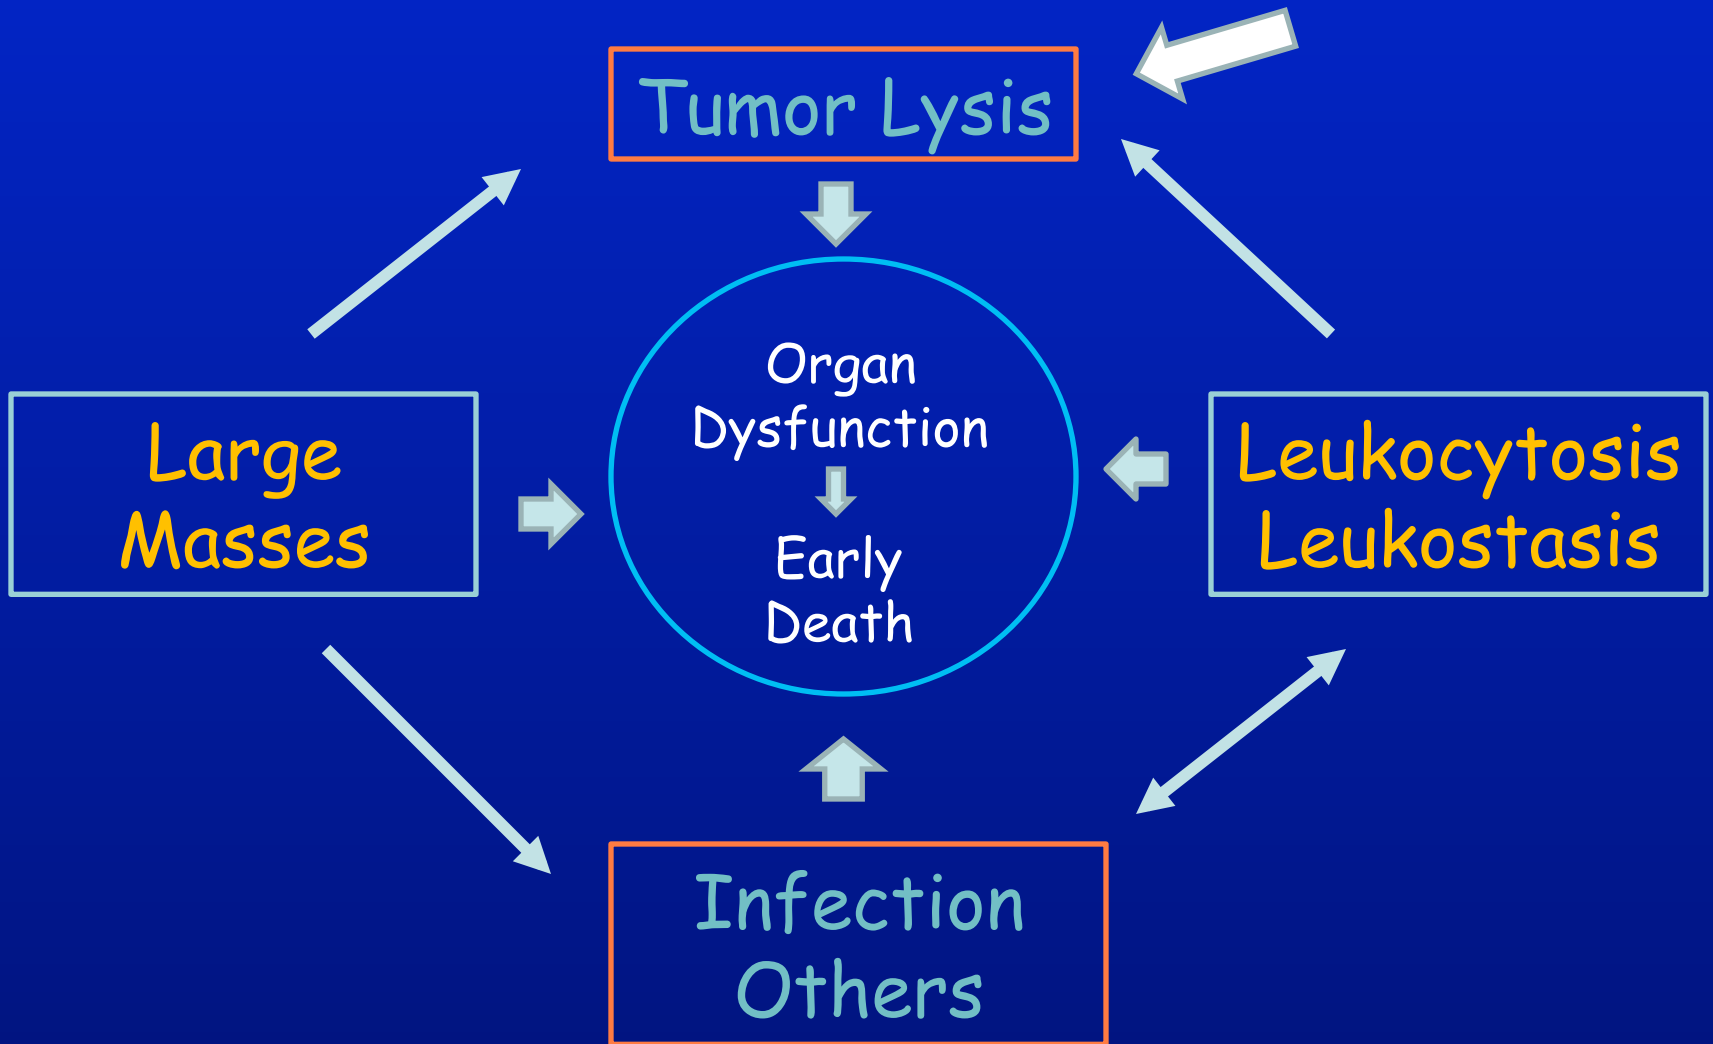 Tumor Lysis
Organ
Dysfunction
Early
Death
Large
Masses
Leukocytosis
Leukostasis
Infection
Others